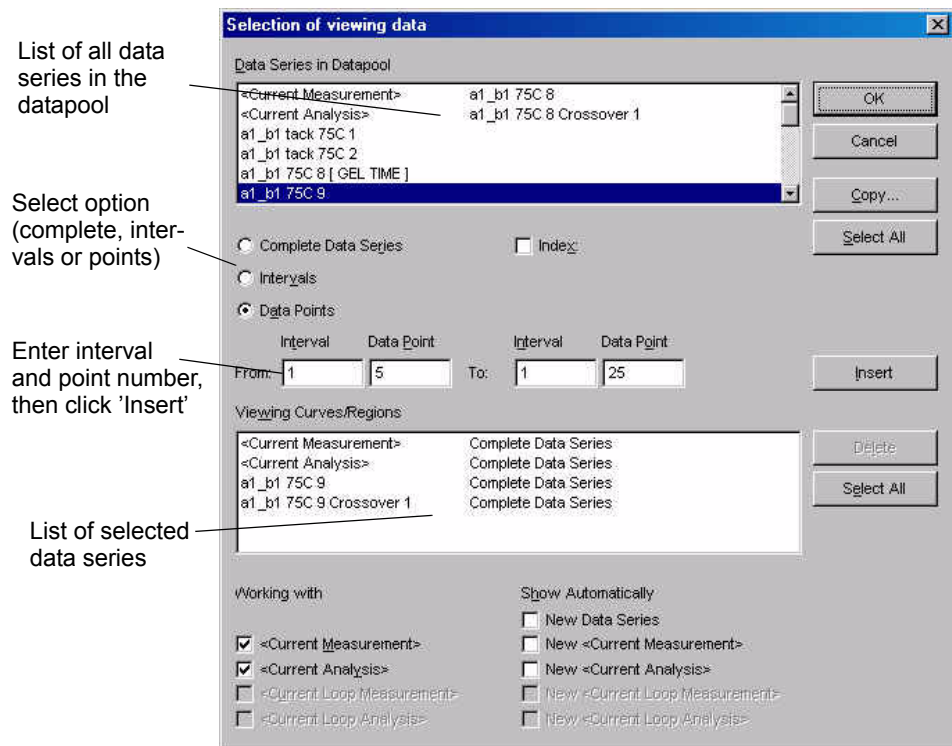 Selection of viewing data
List of all data
series in the
datapool
Data Series in Datapool
<Current Measurement> a1_b1 75C 8
<Current Analysis> a1_b1 75C 8 Crossover 1
a1_b1 tack 75C 1
a1_b1 tack 75C 2
a1_b1 75C 8 [ GEL TIME ]
a1_b1 75C 9
OK
Cancel
Copy...
Select All
Select option
(complete, inter-
vals or points)
Complete Data Series
Index:
Intervals
Data Points
Enter interval
and point number,
then click ’Insert’
Interval Data Point Interval Data Point
From: 1 5 To: 1 25
Insert
Viewing Curves/Regions
<Current Measurement> Complete Data Series
<Current Analysis> Complete Data Series
a1_b1 75C 9 Complete Data Series
a1_b1 75C 9 Crossover 1 Complete Data Series
Delete
Select All
List of selected
data series
Working with
<Current Measurement>
<Current Analysis>
<Current Loop Measurement>
<Current Loop Analysis>
Show Automatically
New Data Series
New <Current Measurement>
New <Current Analysis>
New <Current Loop Measurement>
New <Current Loop Analysis>